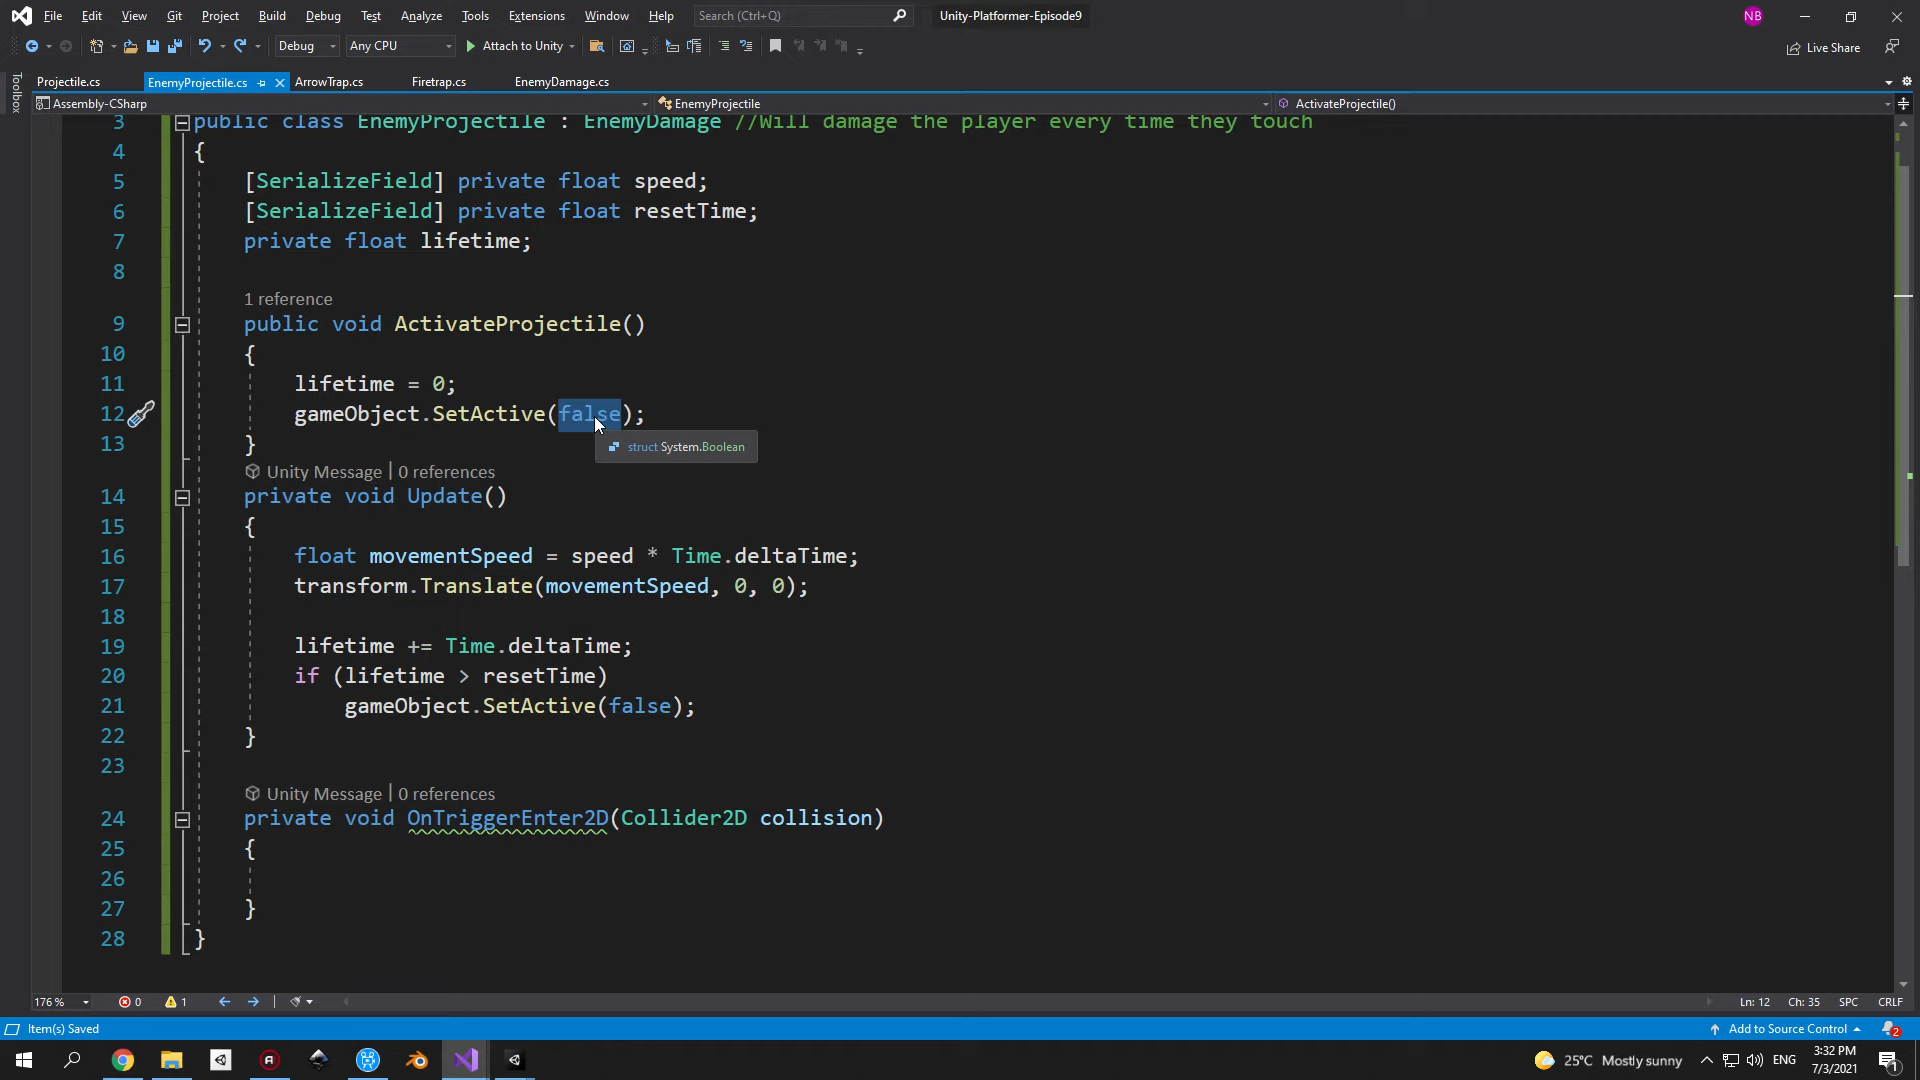 File Edit View Git Project Build Debug Test Analyze Tools Extensions Window Help Search (Ctrl+Q) Unity-Platformer-Episode9 NB
Debug Any CPU Attach to Unity Live Share
Toolbox
Projectile.cs EnemyProjectile.cs ArrowTrap.cs Firetrap.cs EnemyDamage.cs
Assembly-CSharp EnemyProjectile ActivateProjectile()
3 public class EnemyProjectile : EnemyDamage //Will damage the player every time they touch
4 {
5 [SerializeField] private float speed;
6 [SerializeField] private float resetTime;
7 private float lifetime;
8
1 reference
9 public void ActivateProjectile()
10 {
11 lifetime = 0;
12 gameObject.SetActive(false);
struct System.Boolean
13 }
Unity Message | 0 references
14 private void Update()
15 {
16 float movementSpeed = speed * Time.deltaTime;
17 transform.Translate(movementSpeed, 0, 0);
18
19 lifetime += Time.deltaTime;
20 if (lifetime > resetTime)
21 gameObject.SetActive(false);
22 }
23
Unity Message | 0 references
24 private void OnTriggerEnter2D(Collider2D collision)
25 {
26
27 }
28 }
176 % 0 1 Ln: 12 Ch: 35 SPC CRLF
Item(s) Saved Add to Source Control 2
25°C Mostly sunny ENG 3:32 PM
7/3/2021 1